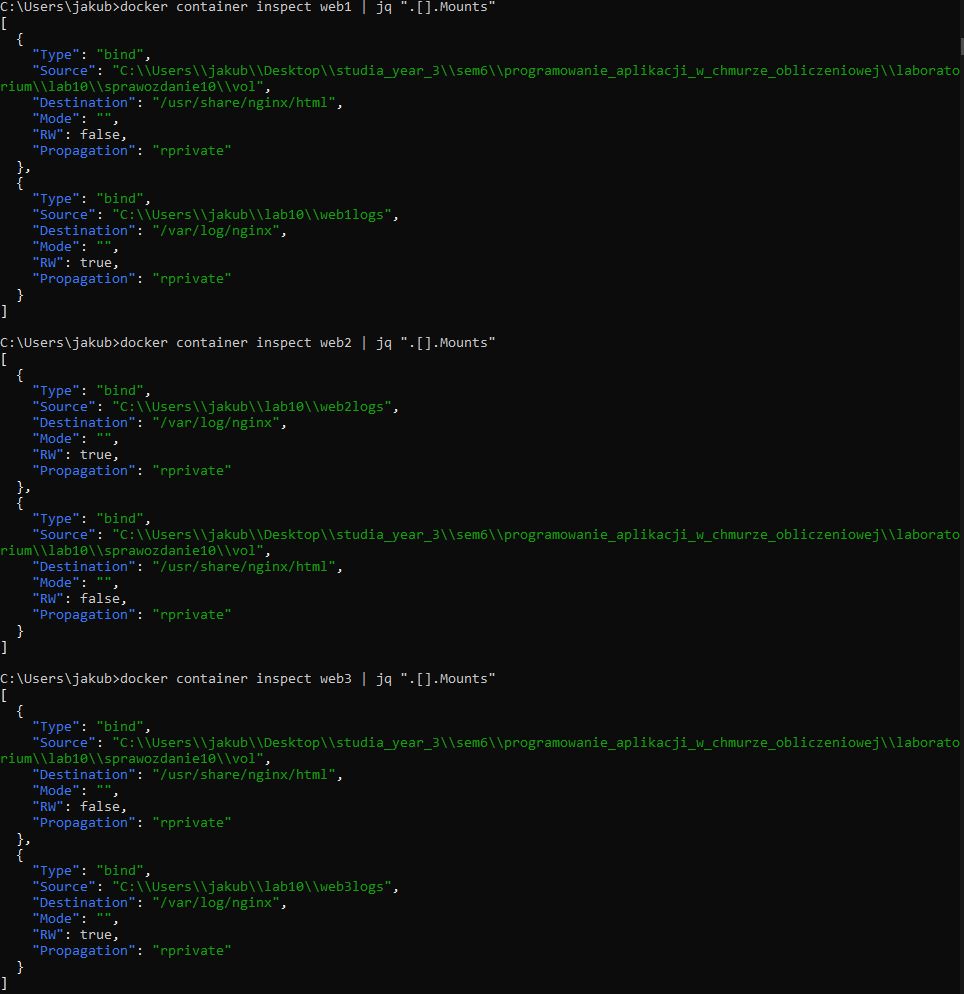 C:\Users\jakub>docker container inspect web1 | jq ".[].Mounts"
[
  {
    "Type": "bind",
    "Source": "C:\\Users\\jakub\\Desktop\\studia_year_3\\sem6\\programowanie_aplikacji_w_chmurze_obliczeniowej\\laborato
rium\\lab10\\sprawozdanie10\\vol",
    "Destination": "/usr/share/nginx/html",
    "Mode": "",
    "RW": false,
    "Propagation": "rprivate"
  },
  {
    "Type": "bind",
    "Source": "C:\\Users\\jakub\\lab10\\web1logs",
    "Destination": "/var/log/nginx",
    "Mode": "",
    "RW": true,
    "Propagation": "rprivate"
  }
]

C:\Users\jakub>docker container inspect web2 | jq ".[].Mounts"
[
  {
    "Type": "bind",
    "Source": "C:\\Users\\jakub\\lab10\\web2logs",
    "Destination": "/var/log/nginx",
    "Mode": "",
    "RW": true,
    "Propagation": "rprivate"
  },
  {
    "Type": "bind",
    "Source": "C:\\Users\\jakub\\Desktop\\studia_year_3\\sem6\\programowanie_aplikacji_w_chmurze_obliczeniowej\\laborato
rium\\lab10\\sprawozdanie10\\vol",
    "Destination": "/usr/share/nginx/html",
    "Mode": "",
    "RW": false,
    "Propagation": "rprivate"
  }
]

C:\Users\jakub>docker container inspect web3 | jq ".[].Mounts"
[
  {
    "Type": "bind",
    "Source": "C:\\Users\\jakub\\Desktop\\studia_year_3\\sem6\\programowanie_aplikacji_w_chmurze_obliczeniowej\\laborato
rium\\lab10\\sprawozdanie10\\vol",
    "Destination": "/usr/share/nginx/html",
    "Mode": "",
    "RW": false,
    "Propagation": "rprivate"
  },
  {
    "Type": "bind",
    "Source": "C:\\Users\\jakub\\lab10\\web3logs",
    "Destination": "/var/log/nginx",
    "Mode": "",
    "RW": true,
    "Propagation": "rprivate"
  }
]